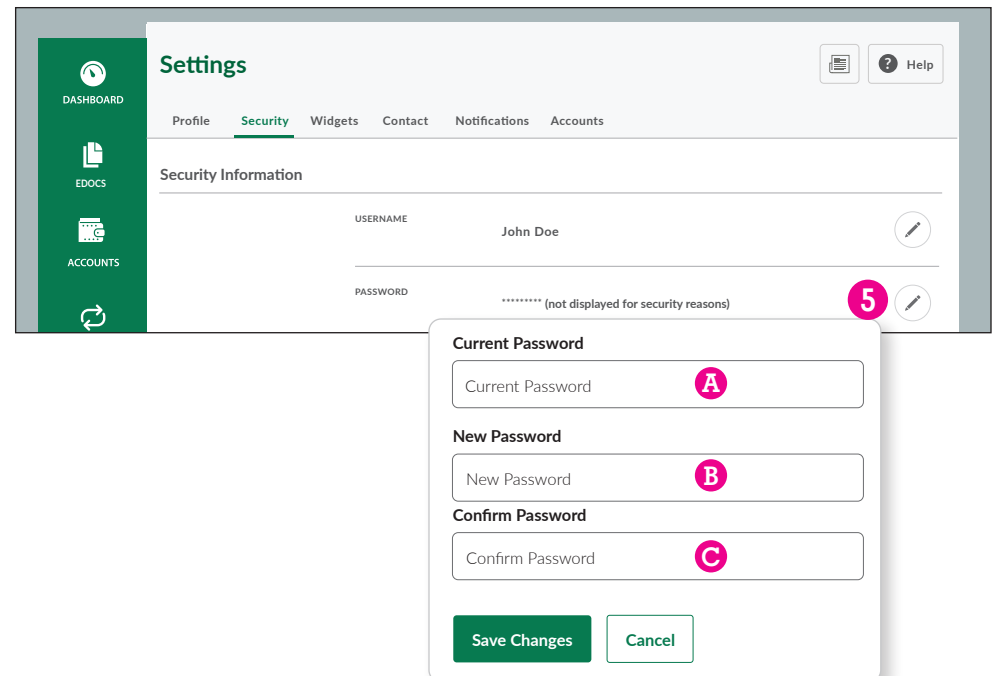 Settings
Help
DASHBOARD
Profile Security Widgets Contact Notifications Accounts
EDOCS
Security Information
ACCOUNTS
USERNAME
John Doe
PASSWORD
********* (not displayed for security reasons)
5
Current Password
Current Password A
New Password
New Password B
Confirm Password
Confirm Password C
Save Changes Cancel